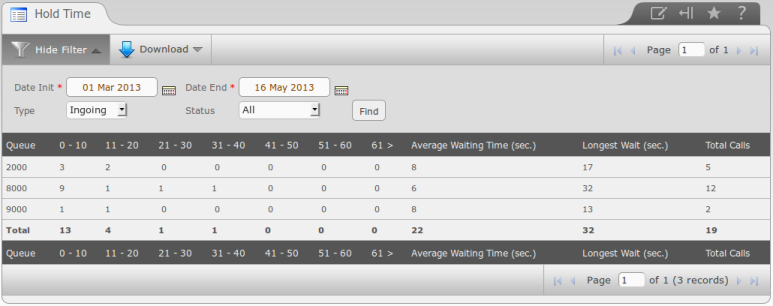 Hold Time ?
Hide Filter Download Page 1 of 1
Date Init * 01 Mar 2013 Date End * 16 May 2013
Type Ingoing Status All Find
Queue 0 - 10 11 - 20 21 - 30 31 - 40 41 - 50 51 - 60 61 > Average Waiting Time (sec.) Longest Wait (sec.) Total Calls
2000 3 2 0 0 0 0 0 8 17 5
8000 9 1 1 1 0 0 0 6 32 12
9000 1 1 0 0 0 0 0 8 13 2
Total 13 4 1 1 0 0 0 22 32 19
Queue 0 - 10 11 - 20 21 - 30 31 - 40 41 - 50 51 - 60 61 > Average Waiting Time (sec.) Longest Wait (sec.) Total Calls
Page 1 of 1 (3 records)